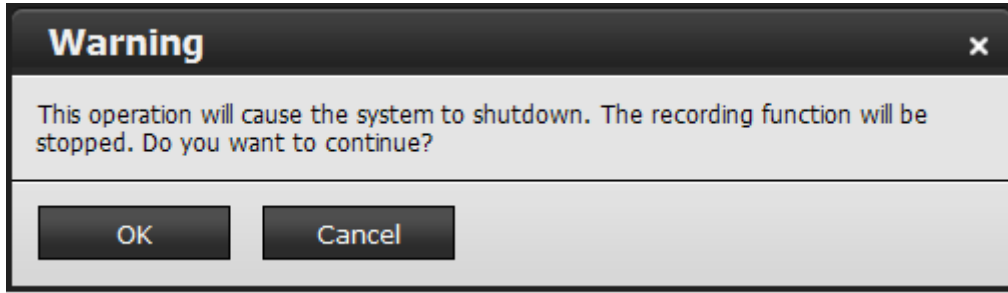 Warning
×
This operation will cause the system to shutdown. The recording function will be
stopped. Do you want to continue?
OK
Cancel